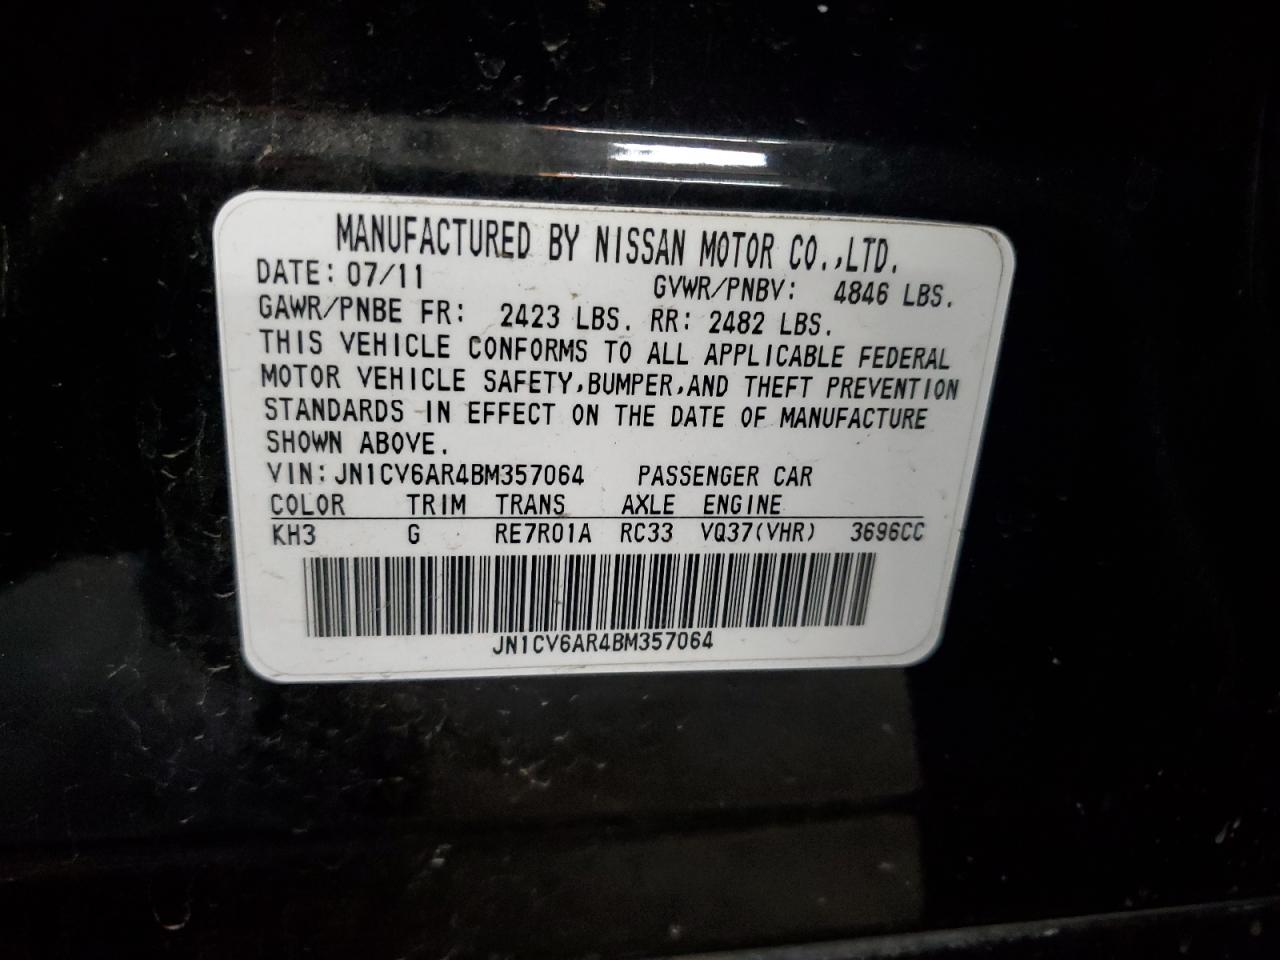 MANUFACTURED BY NISSAN MOTOR CO.,LTD.
DATE: 07/11 GVWR/PNBV: 4846 LBS.
GAWR/PNBE FR: 2423 LBS. RR: 2482 LBS.
THIS VEHICLE CONFORMS TO ALL APPLICABLE FEDERAL
MOTOR VEHICLE SAFETY,BUMPER,AND THEFT PREVENTION
STANDARDS IN EFFECT ON THE DATE OF MANUFACTURE
SHOWN ABOVE.
VIN:JN1CV6AR4BM357064 PASSENGER CAR
COLOR TRIM TRANS AXLE ENGINE
KH3 G RE7R01A RC33 VQ37(VHR) 3696CC
JN1CV6AR4BM357064